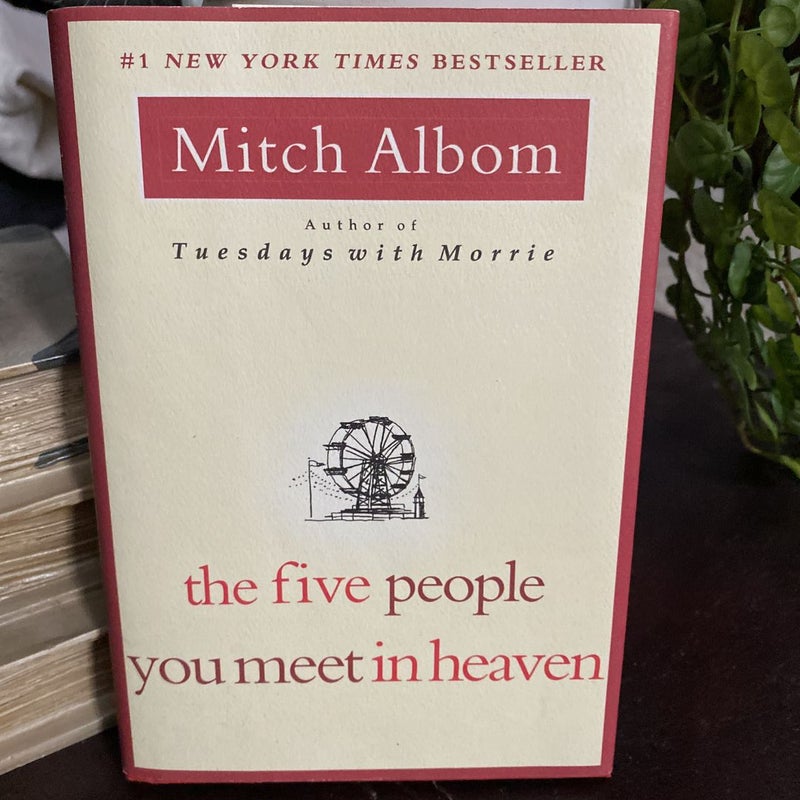 #1 NEW YORK TIMES BESTSELLER
Mitch Albom
Author of
Tuesdays with Morrie
the five people
you meet in heaven